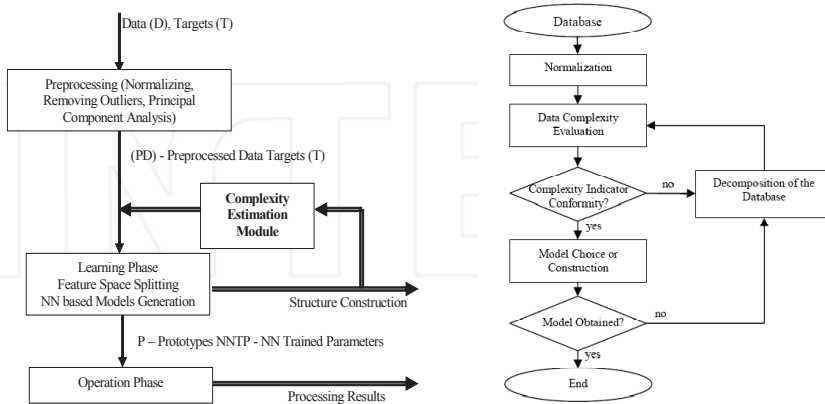 Data (D), Targets (T)
Preprocessing (Normalizing,
Removing Outliers, Principal
Component Analysis)
(PD) - Preprocessed Data Targets (T)
Complexity
Estimation
Module
Learning Phase
Feature Space Splitting
NN based Models Generation
Structure Construction
P – Prototypes NNTP - NN Trained Parameters
Operation Phase
Processing Results
Database
Normalization
Data Complexity
Evaluation
Complexity Indicator
Conformity?
no
Decomposition of the
Database
yes
Model Choice or
Construction
Model Obtained?
no
yes
End
INTE